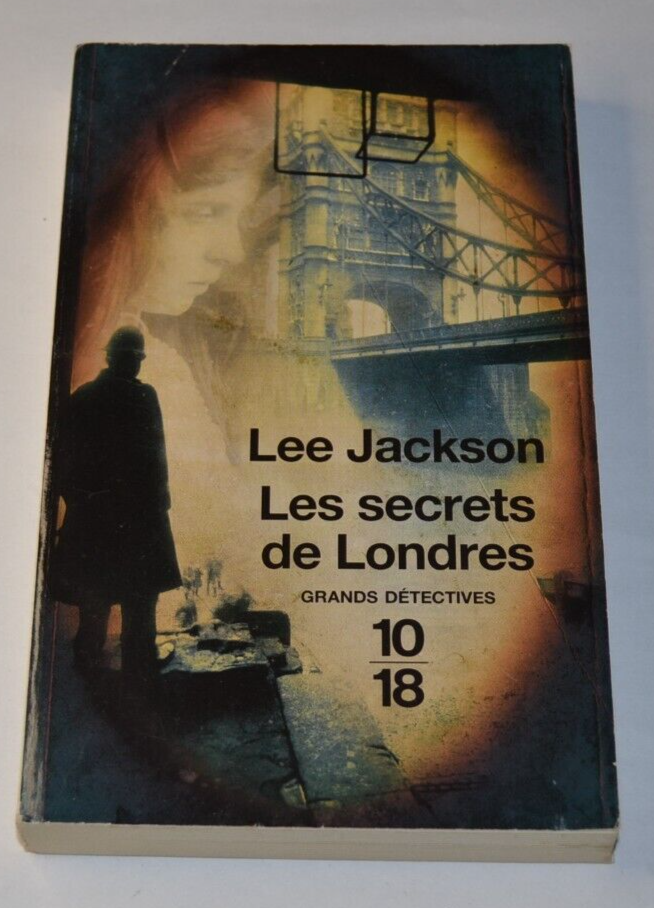 Lee Jackson
Les secrets
de Londres
GRANDS DÉTECTIVES
10
18